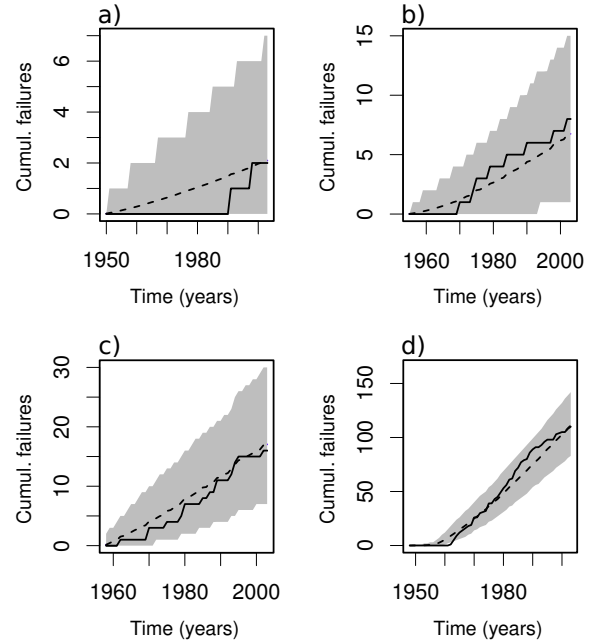 a)
Cumul. failures
0 2 4 6
1950 1980
Time (years)
b)
Cumul. failures
0 5 10 15
1960 1980 2000
Time (years)
c)
Cumul. failures
0 10 20 30
1960 1980 2000
Time (years)
d)
Cumul. failures
0 50 100 150
1950 1980
Time (years)